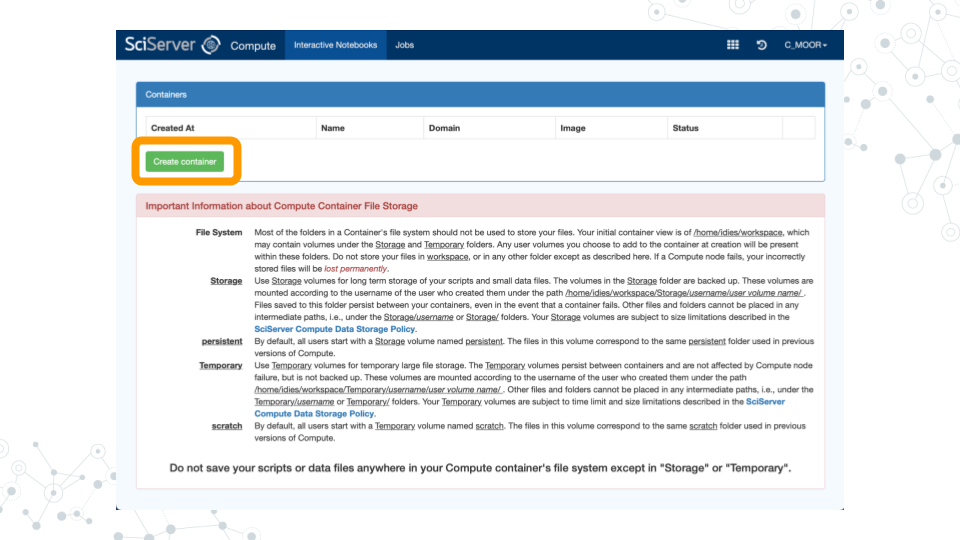 SciServer Compute Interactive Notebooks Jobs C_MOOR
Containers
Created At Name Domain Image Status
Create container
Important Information about Compute Container File Storage
File System Most of the folders in a Container's file system should not be used to store your files. Your initial container view is of /home/idies/workspace, which
may contain volumes under the Storage and Temporary folders. Any user volumes you choose to add to the container at creation will be present
within these folders. Do not store your files in workspace, or in any other folder except as described here. If a Compute node fails, your incorrectly
stored files will be lost permanently.
Storage Use Storage volumes for long term storage of your scripts and small data files. The volumes in the Storage folder are backed up. These volumes are
mounted according to the username of the user who created them under the path /home/idies/workspace/Storage/username/user volume name/ .
Files saved to this folder persist between your containers, even in the event that a container fails. Other files and folders cannot be placed in any
intermediate paths, i.e., under the Storage/username or Storage/ folders. Your Storage volumes are subject to size limitations described in the
SciServer Compute Data Storage Policy.
persistent By default, all users start with a Storage volume named persistent. The files in this volume correspond to the same persistent folder used in previous
versions of Compute.
Temporary Use Temporary volumes for temporary large file storage. The Temporary volumes persist between containers and are not affected by Compute node
failure, but is not backed up. These volumes are mounted according to the username of the user who created them under the path
/home/idies/workspace/Temporary/username/user volume name/ . Other files and folders cannot be placed in any intermediate paths, i.e., under the
Temporary/username or Temporary/ folders. Your Temporary volumes are subject to time limit and size limitations described in the SciServer
Compute Data Storage Policy.
scratch By default, all users start with a Temporary volume named scratch. The files in this volume correspond to the same scratch folder used in previous
versions of Compute.
Do not save your scripts or data files anywhere in your Compute container's file system except in "Storage" or "Temporary".